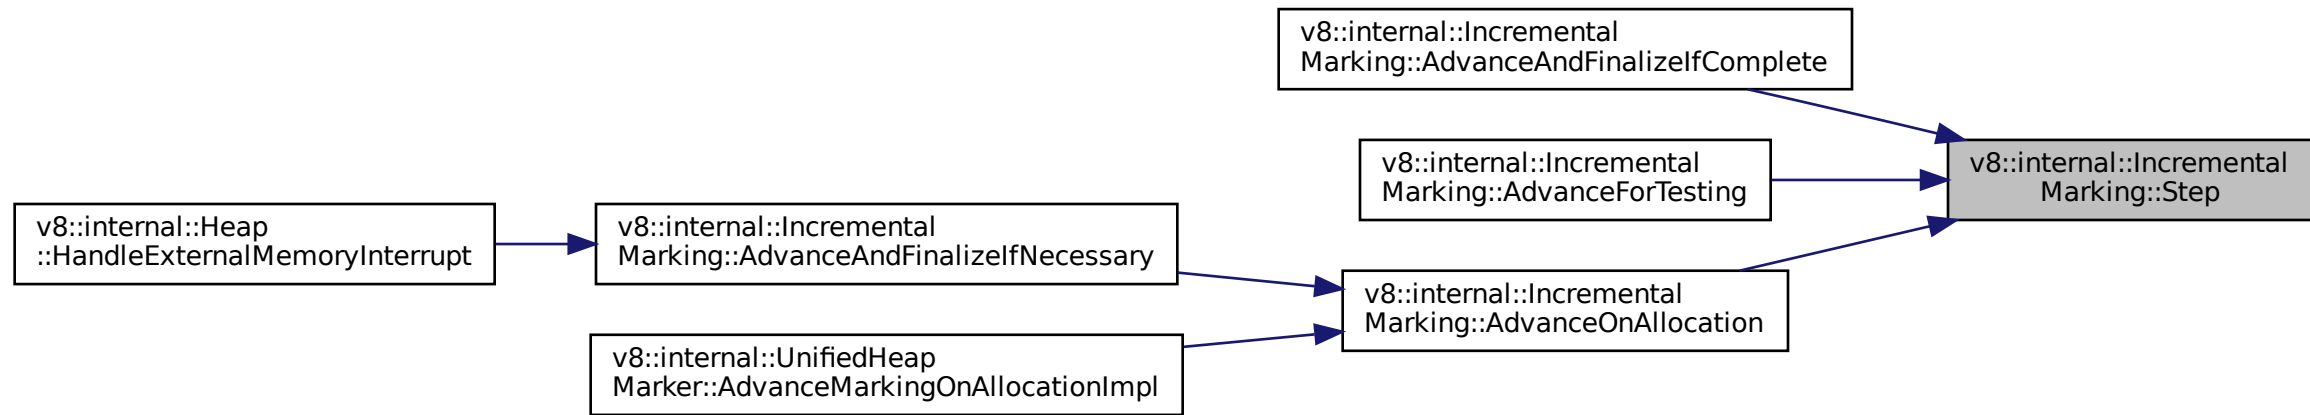 v8::internal::Incremental
Marking::AdvanceAndFinalizeIfComplete
v8::internal::Incremental
Marking::AdvanceForTesting
v8::internal::Incremental
Marking::Step
v8::internal::Heap
::HandleExternalMemoryInterrupt
v8::internal::Incremental
Marking::AdvanceAndFinalizeIfNecessary
v8::internal::Incremental
Marking::AdvanceOnAllocation
v8::internal::UnifiedHeap
Marker::AdvanceMarkingOnAllocationImpl